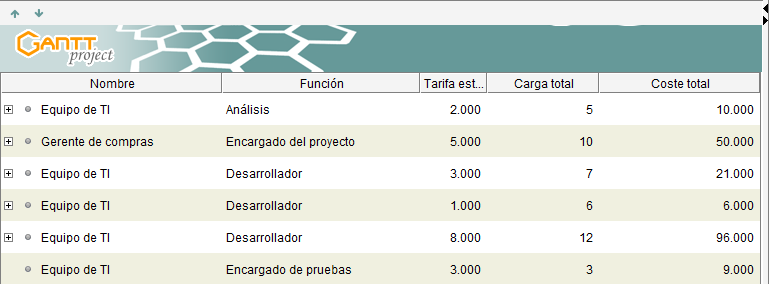 GANTT
project
Nombre Función Tarifa est... Carga total Coste total
Equipo de TI Análisis 2.000 5 10.000
Gerente de compras Encargado del proyecto 5.000 10 50.000
Equipo de TI Desarrollador 3.000 7 21.000
Equipo de TI Desarrollador 1.000 6 6.000
Equipo de TI Desarrollador 8.000 12 96.000
Equipo de TI Encargado de pruebas 3.000 3 9.000